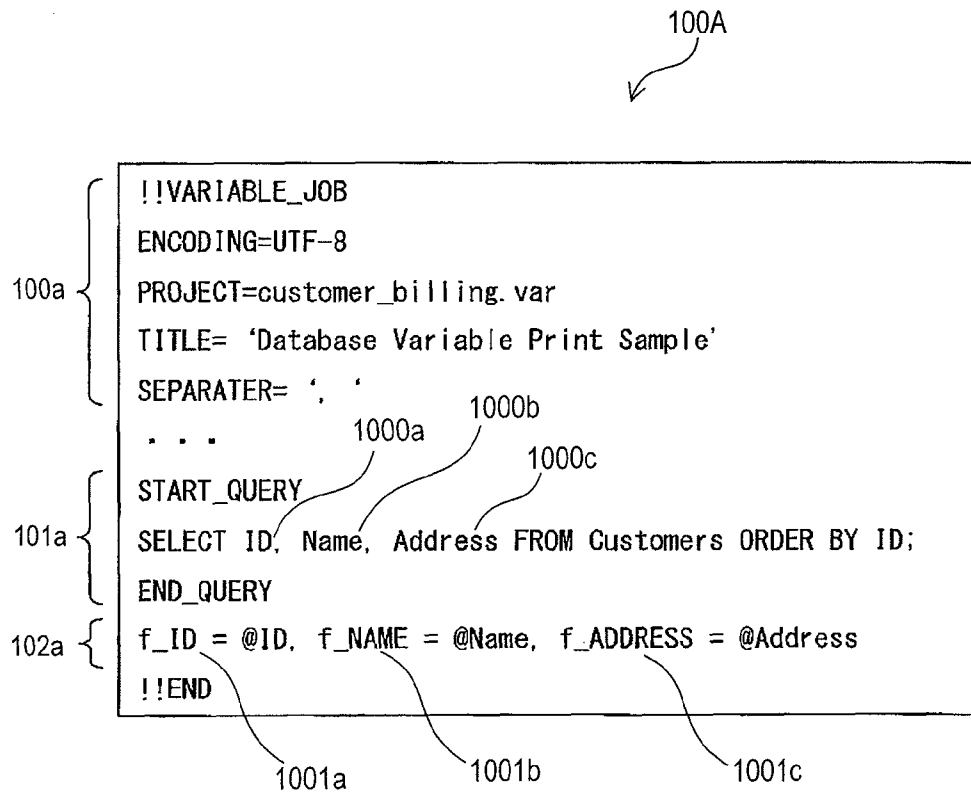 100A
!!VARIABLE_JOB
ENCODING=UTF-8
100a
PROJECT=customer_billing.var
TITLE= ‘Database Variable Print Sample’
SEPARATER= ‘, ‘
. . .
1000a
1000b
1000c
START_QUERY
101a
SELECT ID, Name, Address FROM Customers ORDER BY ID;
END_QUERY
102a
f_ID = @ID, f_NAME = @Name, f_ADDRESS = @Address
!!END
1001a
1001b
1001c